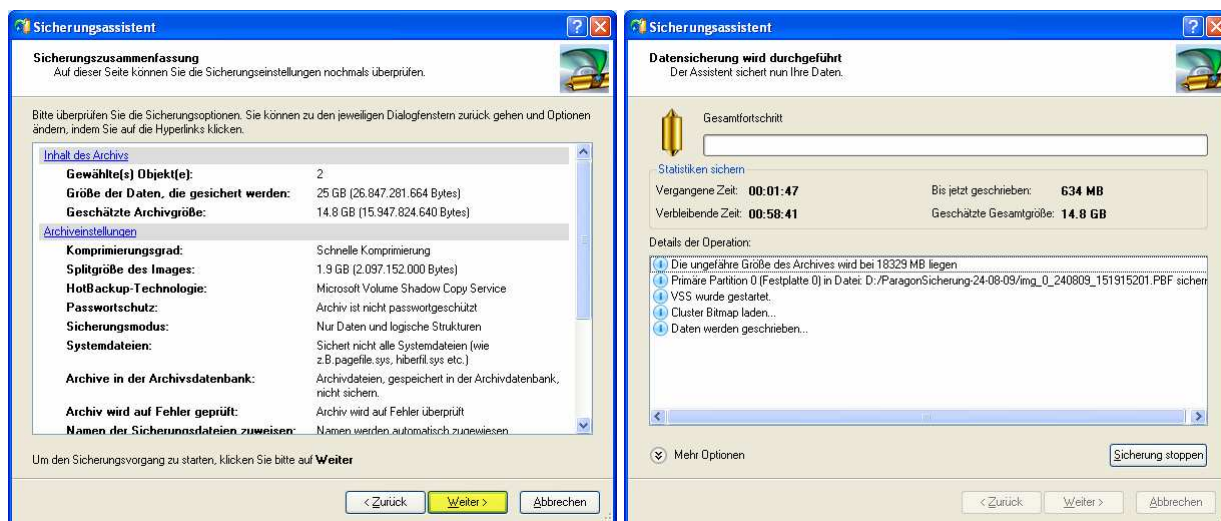 Sicherungsassistent
Sicherungszusammenfassung
Auf dieser Seite können Sie die Sicherungseinstellungen nochmals überprüfen.
Bitte überprüfen Sie die Sicherungsoptionen. Sie können zu den jeweiligen Dialogfenstern zurück gehen und Optionen
ändern, indem Sie auf die Hyperlinks klicken.
Inhalt des Archivs
Gewählte(s) Objekt(e): 2
Größe der Daten, die gesichert werden: 25 GB (26.847.281.664 Bytes)
Geschätzte Archivgröße: 14.8 GB (15.947.824.640 Bytes)
Archiveinstellungen
Komprimierungsgrad: Schnelle Komprimierung
Splitgröße des Images: 1.9 GB (2.097.152.000 Bytes)
HotBackup-Technologie: Microsoft Volume Shadow Copy Service
Passwortschutz: Archiv ist nicht passwortgeschützt
Sicherungsmodus: Nur Daten und logische Strukturen
Systemdateien: Sichert nicht alle Systemdateien (wie
z.B.pagefile.sys, hiberfil.sys etc.)
Archive in der Archivsdatenbank: Archivdateien, gespeichert in der Archivdatenbank,
nicht sichern.
Archiv wird auf Fehler geprüft: Archiv wird auf Fehler überprüft
Namen der Sicherungsdateien zuweisen: Namen werden automatisch zugewiesen
Um den Sicherungsvorgang zu starten, klicken Sie bitte auf Weiter
< Zurück Weiter > Abbrechen
Sicherungsassistent
Datensicherung wird durchgeführt
Der Assistent sichert nun Ihre Daten.
Gesamtfortschritt
Statistiken sichern
Vergangene Zeit: 00:01:47 Bis jetzt geschrieben: 634 MB
Verbleibende Zeit: 00:58:41 Geschätzte Gesamtgröße: 14.8 GB
Details der Operation:
Die ungefähre Größe des Archives wird bei 18329 MB liegen
Primäre Partition 0 (Festplatte 0) in Datei: D:/ParagonSicherung-24-08-09/img_0_240809_151915201.PBF sichern
VSS wurde gestartet.
Cluster Bitmap laden...
Daten werden geschrieben...
Mehr Optionen
Sicherung stoppen
< Zurück Weiter > Abbrechen